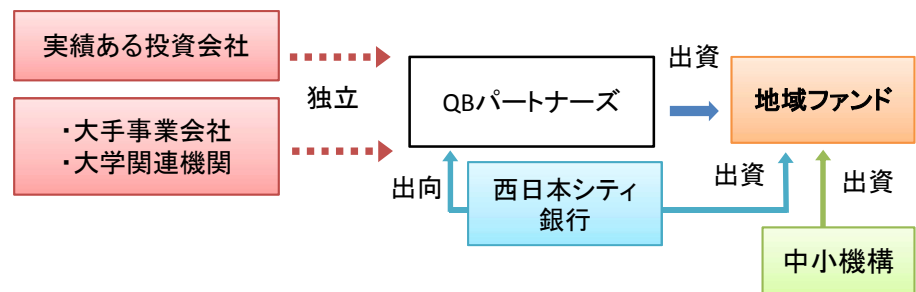 実績ある投資会社
・大手事業会社
・大学関連機関
独立
QBパートナーズ
出資
地域ファンド
出向
西日本シティ
銀行
出資
出資
中小機構